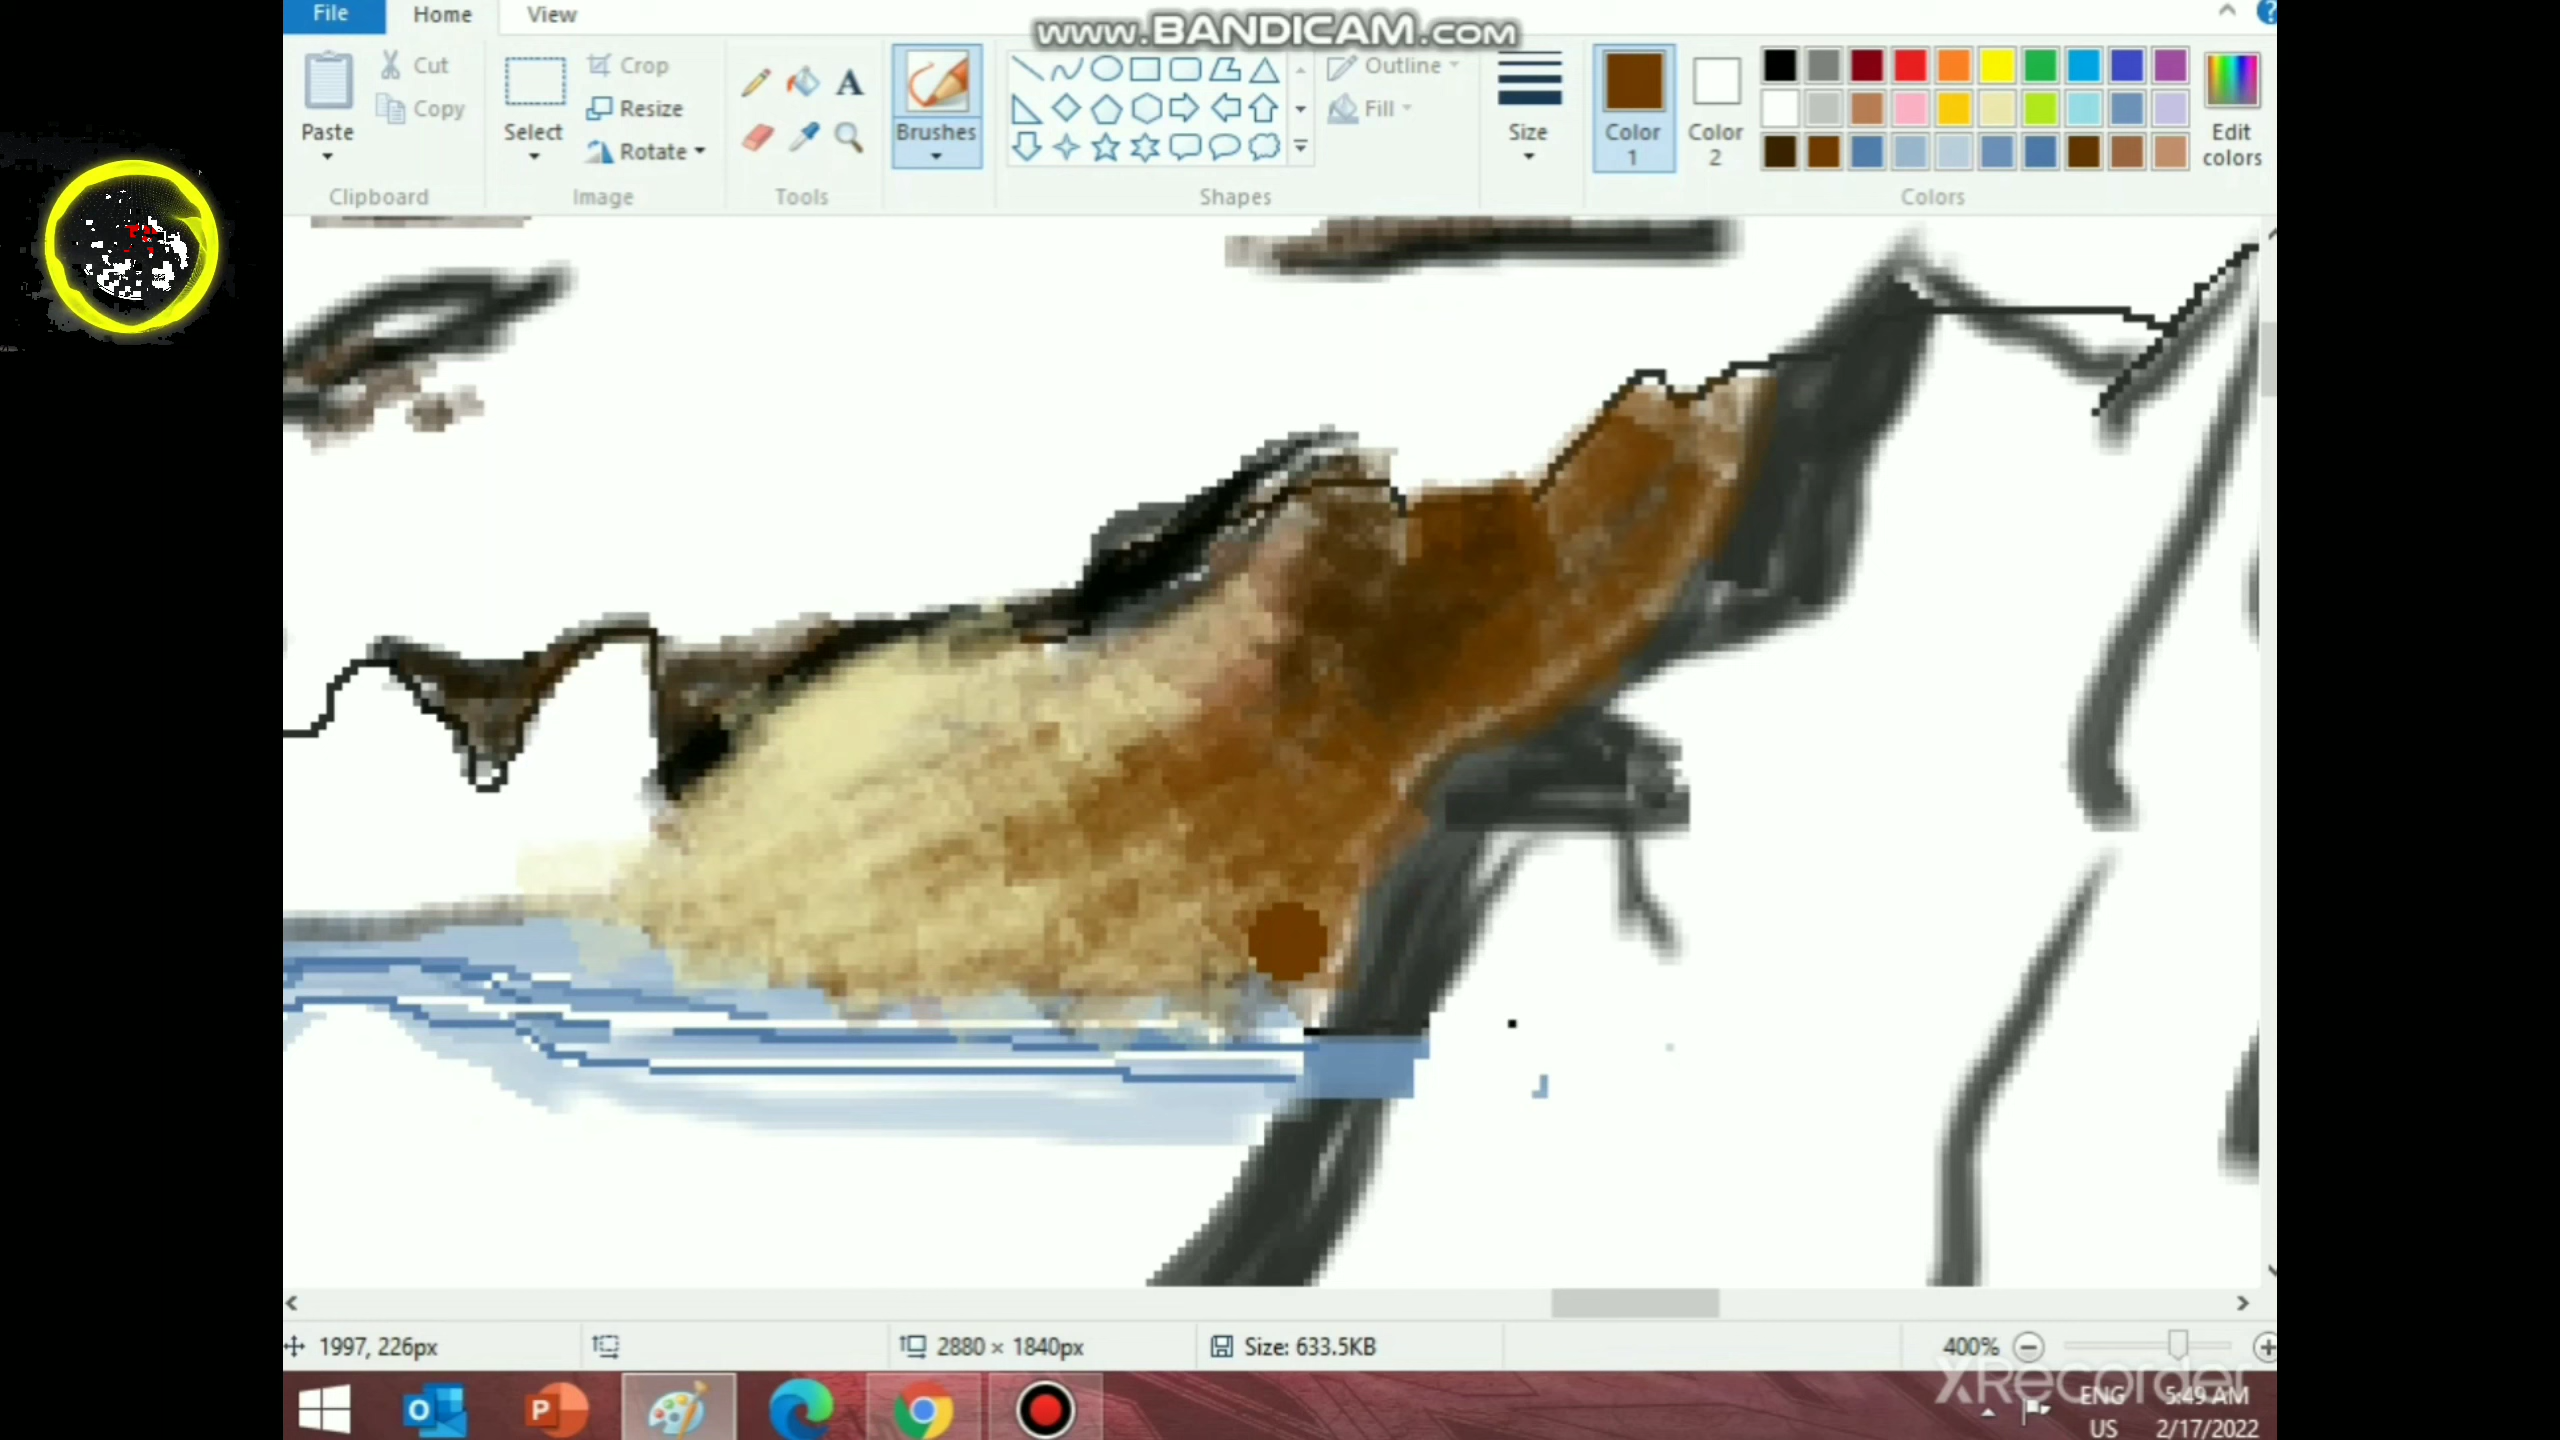 File Home View
www.BANDICAM.com
Cut
Copy
Paste
Clipboard
Crop
Resize
Rotate
Select
Image
A
Tools
Brushes
Outline
Fill
Shapes
Size
Color
1
Color
2
Edit
colors
Colors
1997, 226px
2880 × 1840px
Size: 633.5KB
400%
XRecorder
ENG
US
5:49 AM
2/17/2022